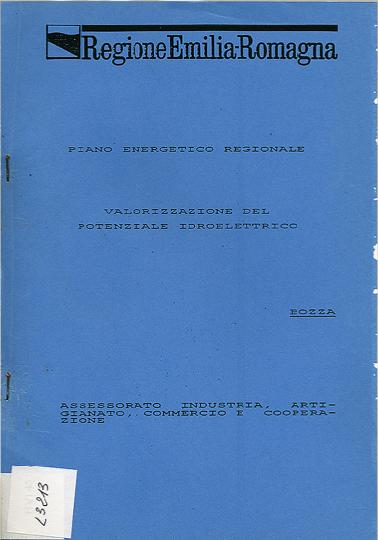 RegioneEmilia-Romagna
PIANO ENERGETICO REGIONALE
VALORIZZAZIONE DEL
POTENZIALE IDROELETTRICO
BOZZA
ASSESSORATO INDUSTRIA, ARTI-
GIANATO, COMMERCIO E COOPERA-
ZIONE
L3813